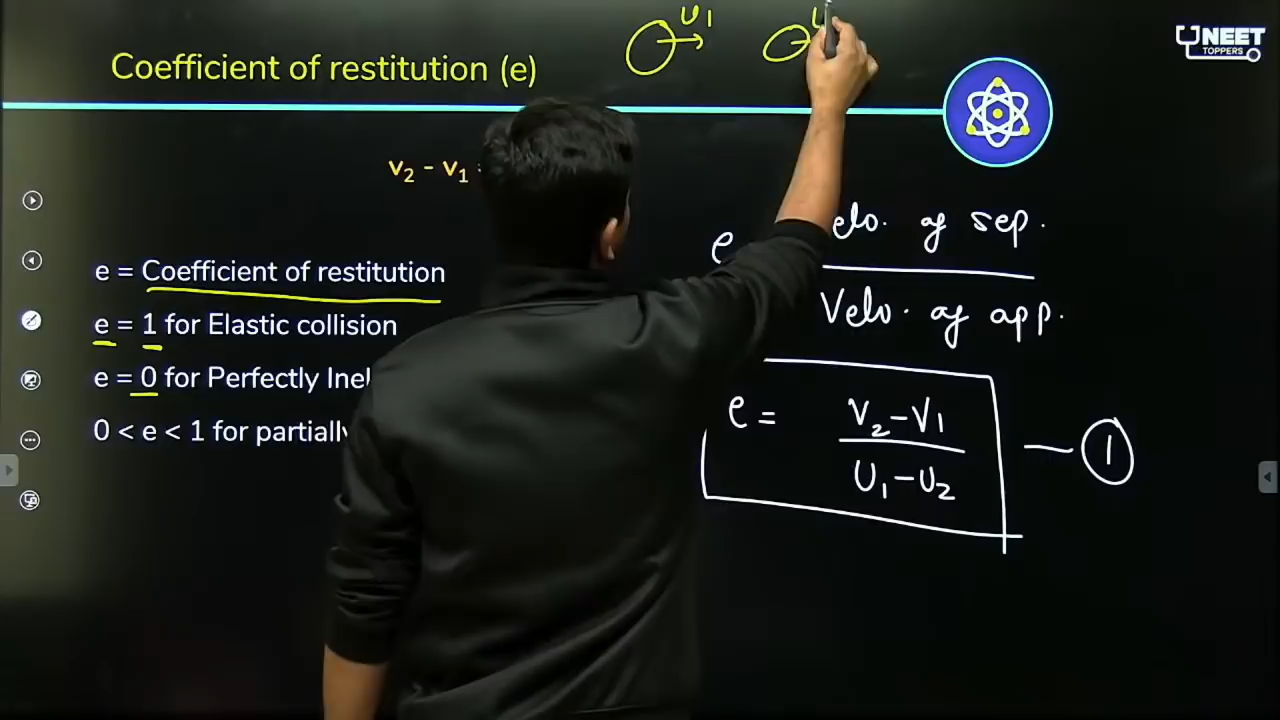 U1
NEET
TOPPERS
Coefficient of restitution (e)
v2 - v1
e
elo. of sep.
Velo. of app.
e = Coefficient of restitution
e = 1 for Elastic collision
e = 0 for Perfectly Inel
0 < e < 1 for partially
e = V2-V1
U1-U2
1